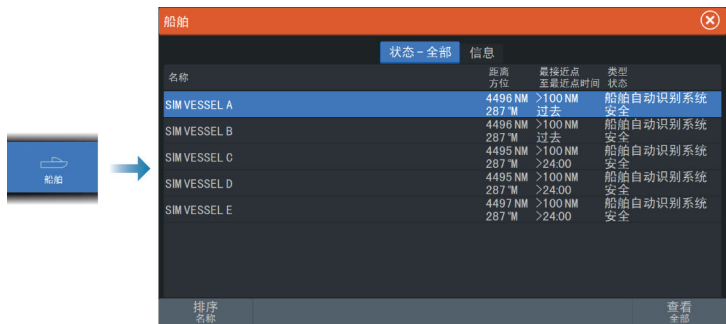 船舶
状态 – 全部 信息
名称 距离 最接近点 类型
方位 至最近点时间 状态
SIM VESSEL A 4496 NM >100 NM 船舶自动识别系统
287 °M 过去 安全
SIM VESSEL B 4496 NM >100 NM 船舶自动识别系统
287 °M 过去 安全
SIM VESSEL C 4495 NM >100 NM 船舶自动识别系统
287 °M >24:00 安全
SIM VESSEL D 4495 NM >100 NM 船舶自动识别系统
287 °M >24:00 安全
SIM VESSEL E 4497 NM >100 NM 船舶自动识别系统
287 °M >24:00 安全
船舶
排序 查看
名称 全部